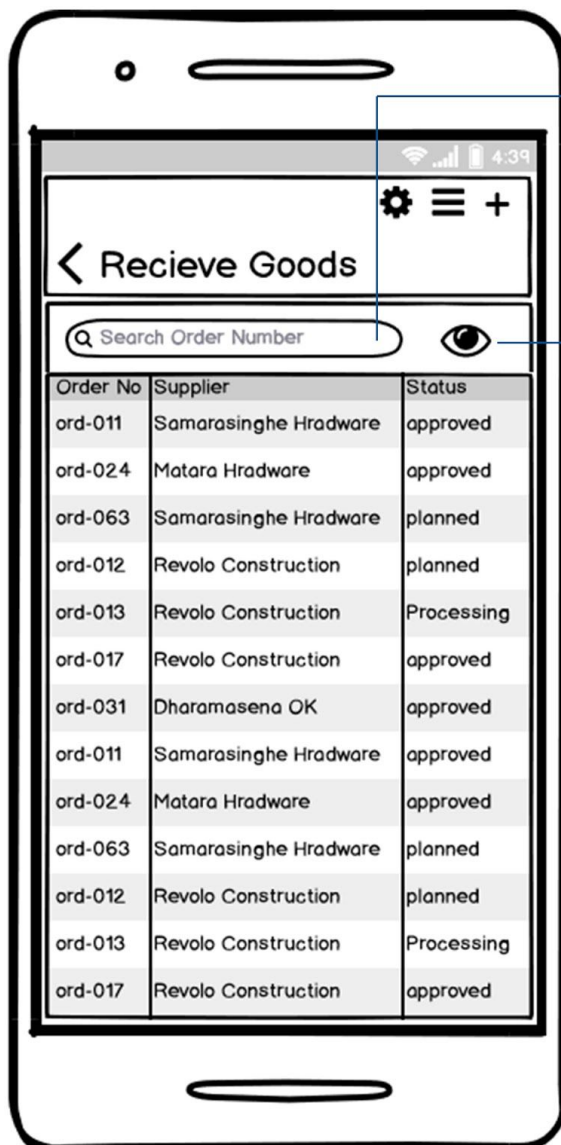 4:39
Recieve Goods
Search Order Number
Order No Supplier Status
ord-011 Samarasinghe Hradware approved
ord-024 Matara Hradware approved
ord-063 Samarasinghe Hradware planned
ord-012 Revolo Construction planned
ord-013 Revolo Construction Processing
ord-017 Revolo Construction approved
ord-031 Dharamasena OK approved
ord-011 Samarasinghe Hradware approved
ord-024 Matara Hradware approved
ord-063 Samarasinghe Hradware planned
ord-012 Revolo Construction planned
ord-013 Revolo Construction Processing
ord-017 Revolo Construction approved